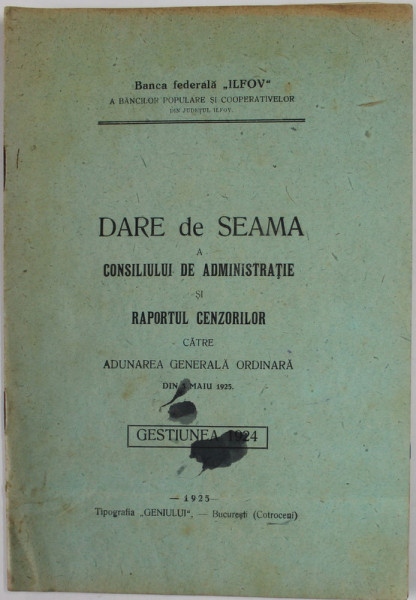 Banca federală „ILFOV“
A BĂNCILOR POPULARE ȘI COOPERATIVELOR
DIN JUDEȚUL ILFOV.
DARE de SEAMA
A
CONSILIULUI DE ADMINISTRAȚIE
ȘI
RAPORTUL CENZORILOR
CĂTRE
ADUNAREA GENERALĂ ORDINARĂ
DIN MAIU 1925.
GESTIUNEA 1924
— 1925—
Tipografia „GENIULUI“, — București (Cotroceni)